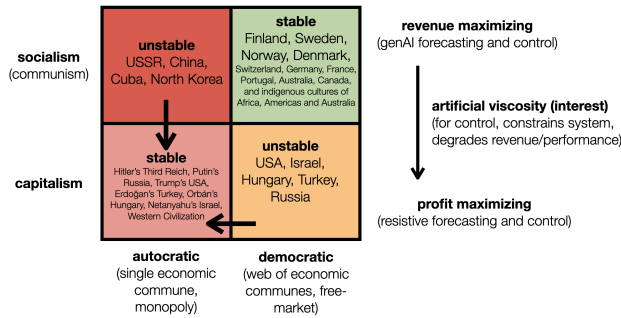 socialism
(communism)
unstable
USSR, China,
Cuba, North Korea
stable
Finland, Sweden,
Norway, Denmark,
Switzerland, Germany, France,
Portugal, Australia, Canada,
and indigenous cultures of
Africa, Americas and Australia
capitalism
stable
Hitler's Third Reich, Putin's
Russia, Trump's USA,
Erdoğan's Turkey, Orbán's
Hungary, Netanyahu's Israel,
Western Civilization
unstable
USA, Israel,
Hungary, Turkey,
Russia
autocratic
(single economic
commune,
monopoly)
democratic
(web of economic
communes, free-
market)
revenue maximizing
(genAI forecasting and control)
artificial viscosity (interest)
(for control, constrains system,
degrades revenue/performance)
profit maximizing
(resistive forecasting and control)